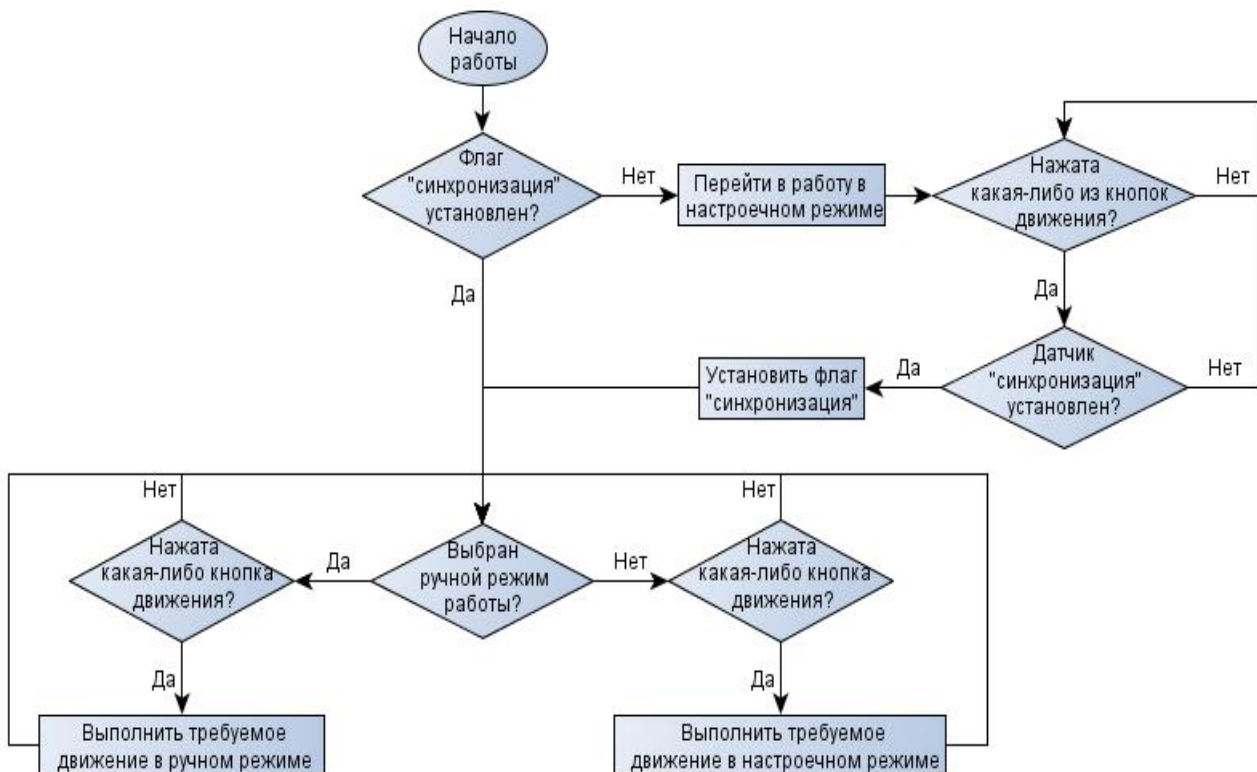 Начало
работы
Флаг
"синхронизация"
установлен?
Нет
Перейти в работу в
настроечном режиме
Нажата
какая-либо из кнопок
движения?
Нет
Да
Да
Установить флаг
"синхронизация"
Да
Датчик
"синхронизация"
установлен?
Нет
Нет
Нет
Нажата
какая-либо кнопка
движения?
Да
Выбран
ручной режим
работы?
Нет
Нажата
какая-либо кнопка
движения?
Да
Да
Выполнить требуемое
движение в ручном режиме
Выполнить требуемое
движение в настроечном режиме